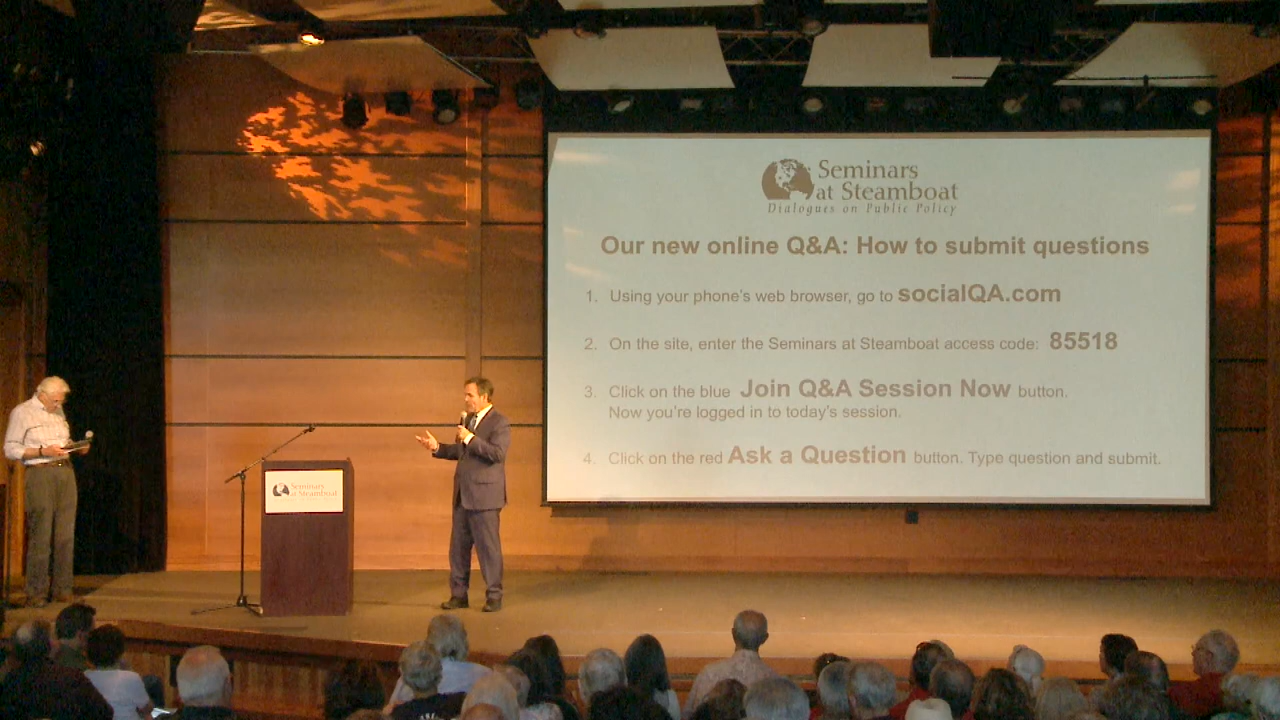 Seminars
at Steamboat
Dialogues on Public Policy
Our new online Q&A: How to submit questions
1. Using your phone's web browser, go to socialQA.com
2. On the site, enter the Seminars at Steamboat access code: 85518
3. Click on the blue Join Q&A Session Now button.
Now you're logged in to today's session.
4. Click on the red Ask a Question button. Type question and submit.
Seminars
at Steamboat